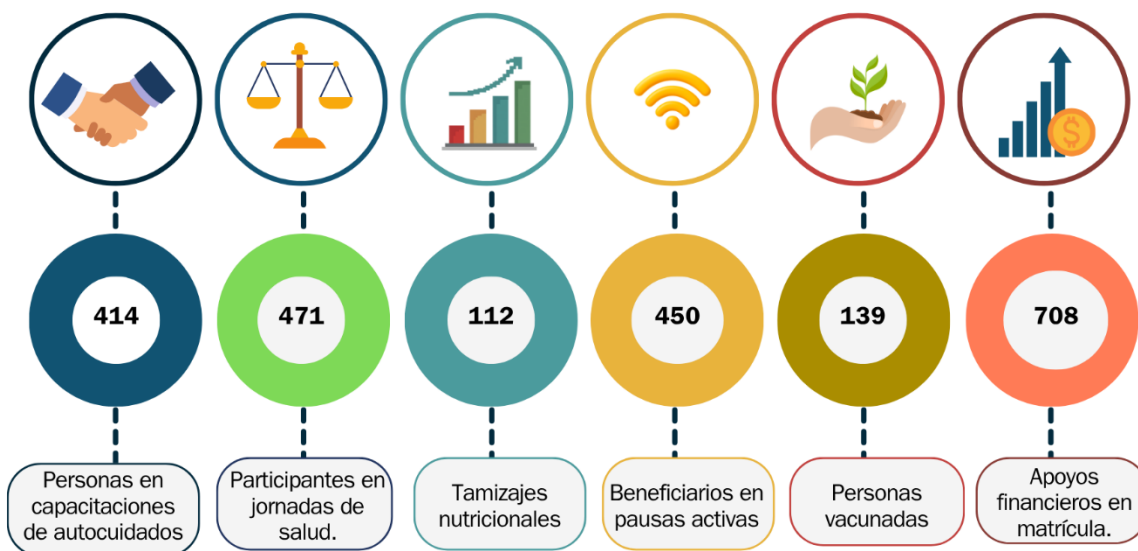 $
414
471
112
450
139
708
Personas en
capacitaciones
de autocuidados
Participantes en
jornadas de
salud.
Tamizajes
nutricionales
Beneficiarios en
pausas activas
Personas
vacunadas
Apoyos
financieros en
matrícula.